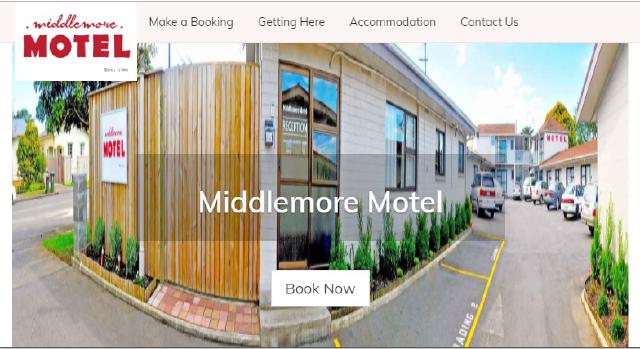 middlemore
MOTEL
Make a Booking
Getting Here
Accommodation
Contact Us
middlemore
MOTEL
RECEPTION
MOTEL
Middlemore Motel
Book Now